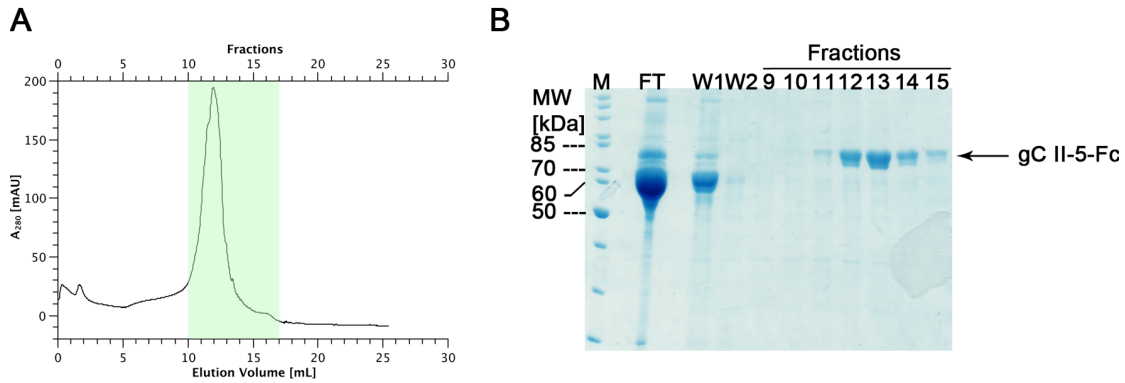 A
Fractions
0 5 10 15 20 25 30
200
150
100
50
0
A280 [mAU]
0 5 10 15 20 25 30
Elution Volume [mL]
B
Fractions
M FT W1 W2 9 10 11 12 13 14 15
MW
[kDa]
85 ---
70 ---
60
50 ---
gC II-5-Fc